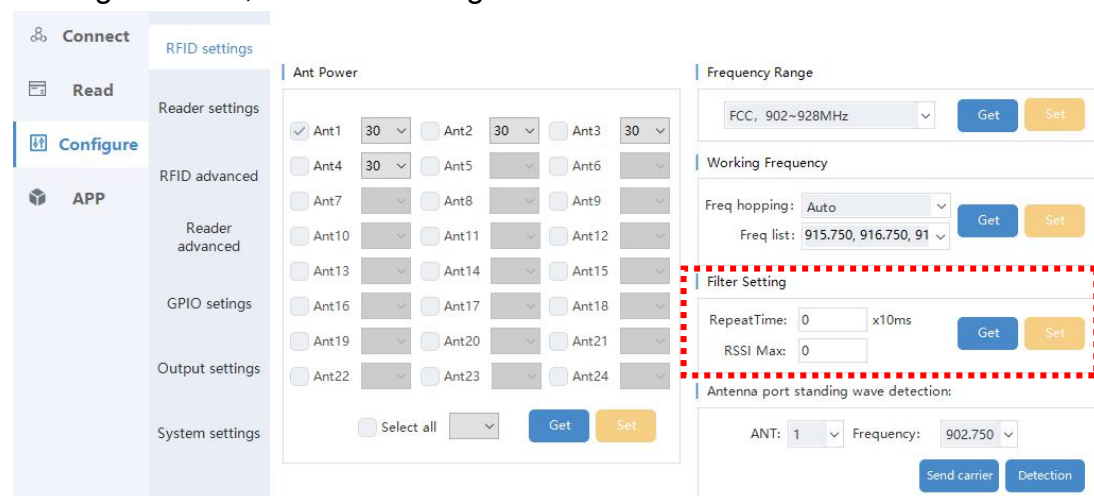 Connect
Read
Configure
APP
RFID settings
Reader settings
RFID advanced
Reader
advanced
GPIO setings
Output settings
System settings
Ant Power
Ant1 30 Ant2 30 Ant3 30
Ant4 30 Ant5 Ant6
Ant7 Ant8 Ant9
Ant10 Ant11 Ant12
Ant13 Ant14 Ant15
Ant16 Ant17 Ant18
Ant19 Ant20 Ant21
Ant22 Ant23 Ant24
Select all Get Set
Frequency Range
FCC, 902~928MHz Get Set
Working Frequency
Freq hopping: Auto
Freq list: 915.750, 916.750, 91
Get Set
Filter Setting
RepeatTime: 0 x10ms
RSSI Max: 0
Get Set
Antenna port standing wave detection:
ANT: 1 Frequency: 902.750
Send carrier Detection